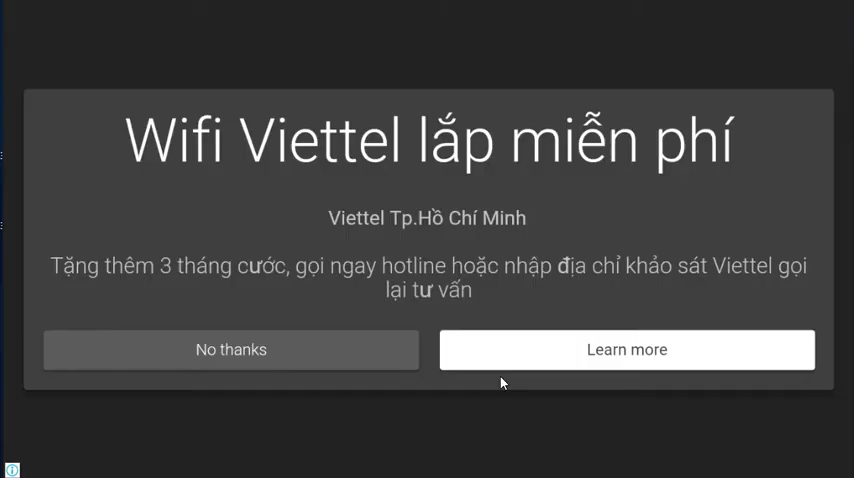 Wifi Viettel lắp miễn phí
Viettel Tp.Hồ Chí Minh
Tặng thêm 3 tháng cước, gọi ngay hotline hoặc nhập địa chỉ khảo sát Viettel gọi
lại tư vấn
No thanks
Learn more